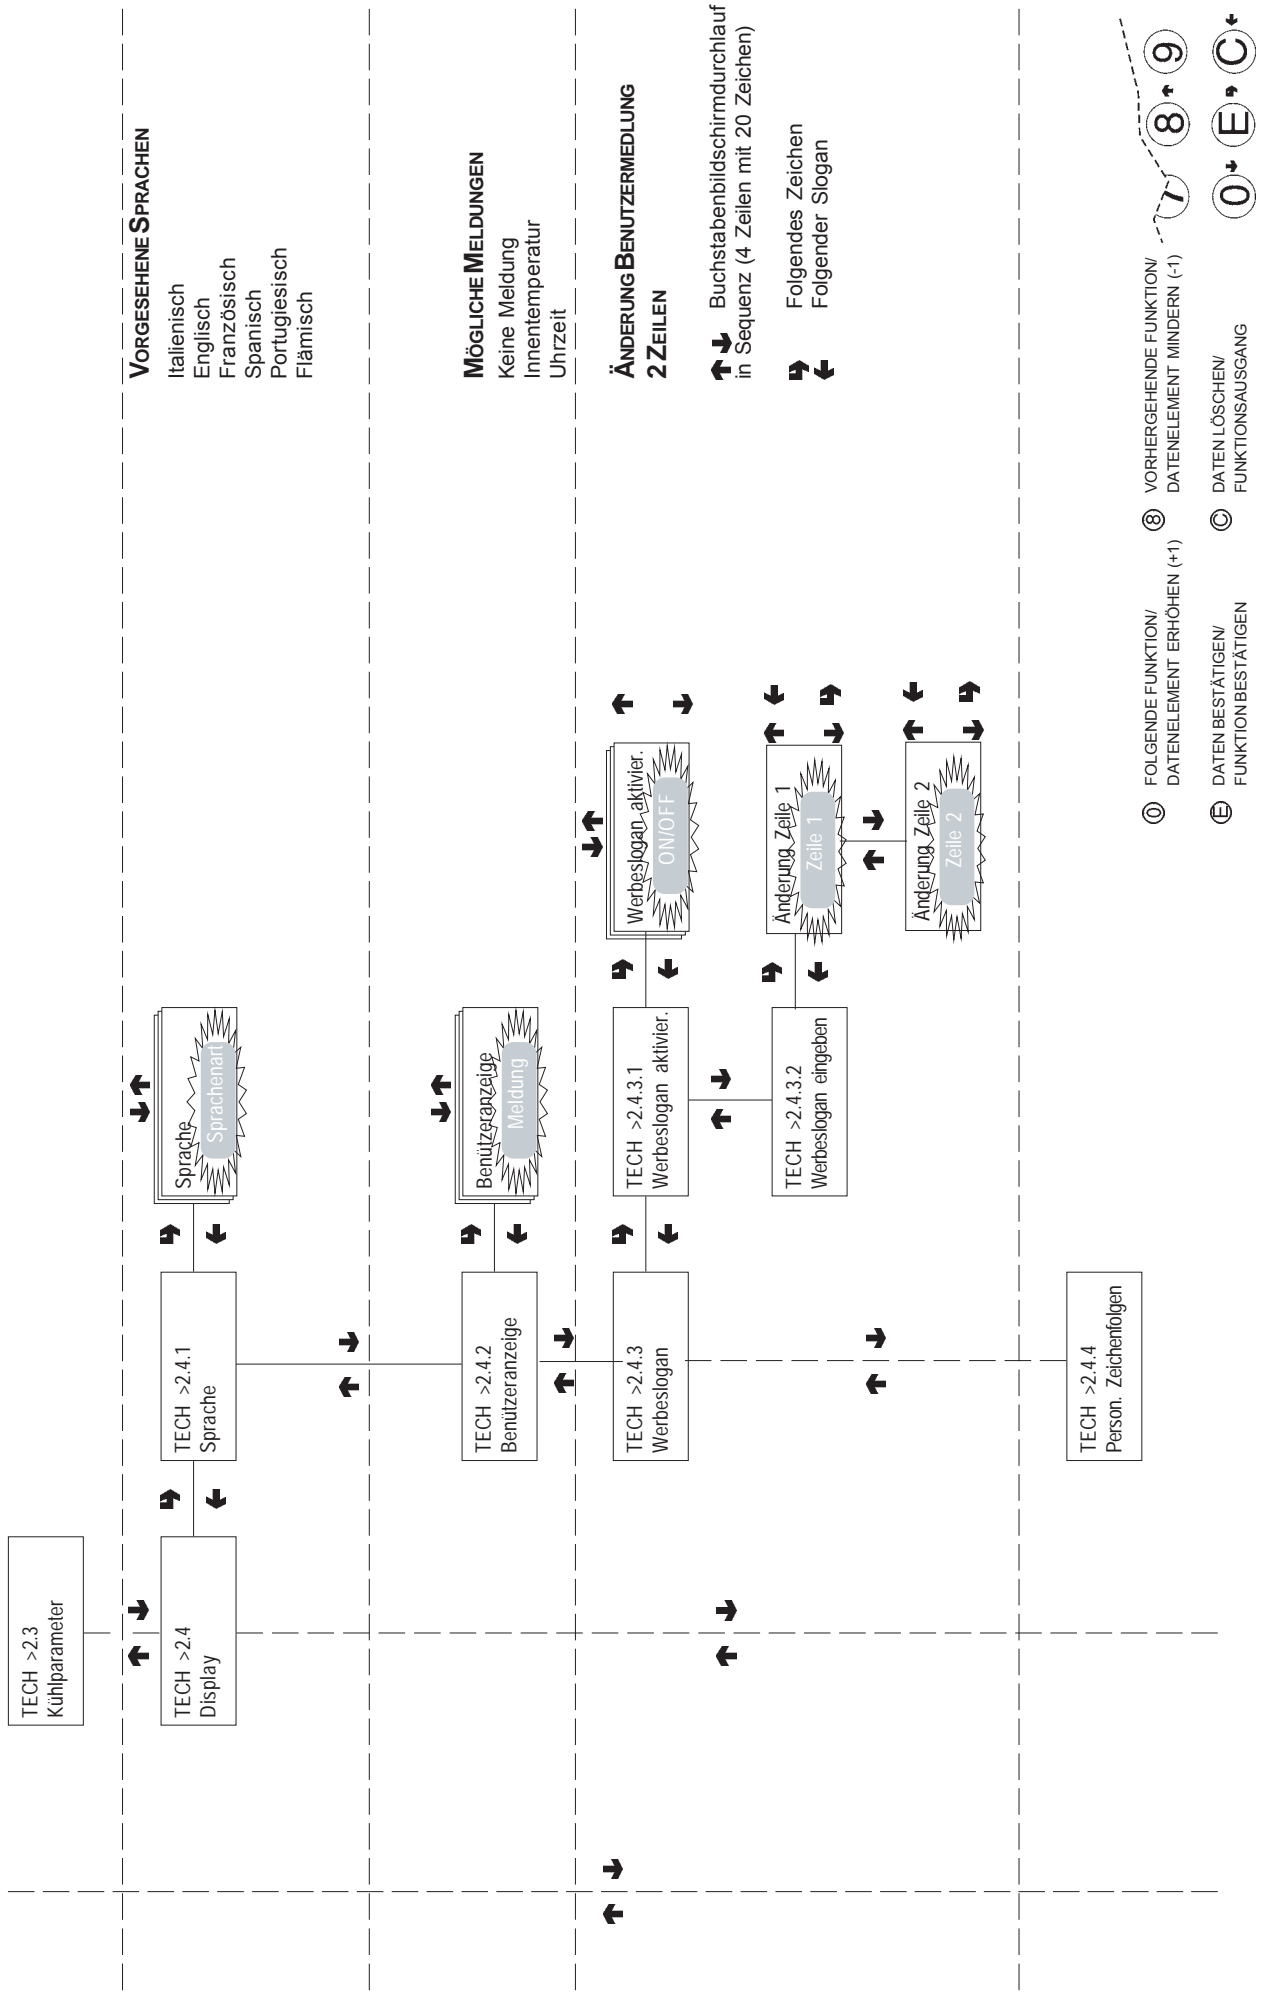 TECH >2.3
Kühlparameter
TECH >2.4
Display
TECH >2.4.1
Sprache
Sprache
Sprachenart
VORGESEHENE SPRACHEN
Italienisch
Englisch
Französisch
Spanisch
Portugiesisch
Flämisch
TECH >2.4.2
Benützeranzeige
Benützeranzeige
Meldung
MÖGLICHE MELDUNGEN
Keine Meldung
Innentemperatur
Uhrzeit
TECH >2.4.3
Werbeslogan
TECH >2.4.3.1
Werbeslogan aktivier.
Werbeslogan aktivier.
ON/OFF
ÄNDERUNG BENUTZERMEDLUNG
2 ZEILEN
Buchstabenbildschirmdurchlauf
in Sequenz (4 Zeilen mit 20 Zeichen)
Folgendes Zeichen
Folgender Slogan
TECH >2.4.3.2
Werbeslogan eingeben
Änderung Zeile 1
Zeile 1
Änderung Zeile 2
Zeile 2
TECH >2.4.4
Person. Zeichenfolgen
0 FOLGENDE FUNKTION/
DATENELEMENT ERHÖHEN (+1)
8 VORHERGEHENDE FUNKTION/
DATENELEMENT MINDERN (-1)
E DATEN BESTÄTIGEN/
FUNKTION BESTÄTIGEN
C DATEN LÖSCHEN/
FUNKTIONSAUSGANG
7 8 9
0 E C